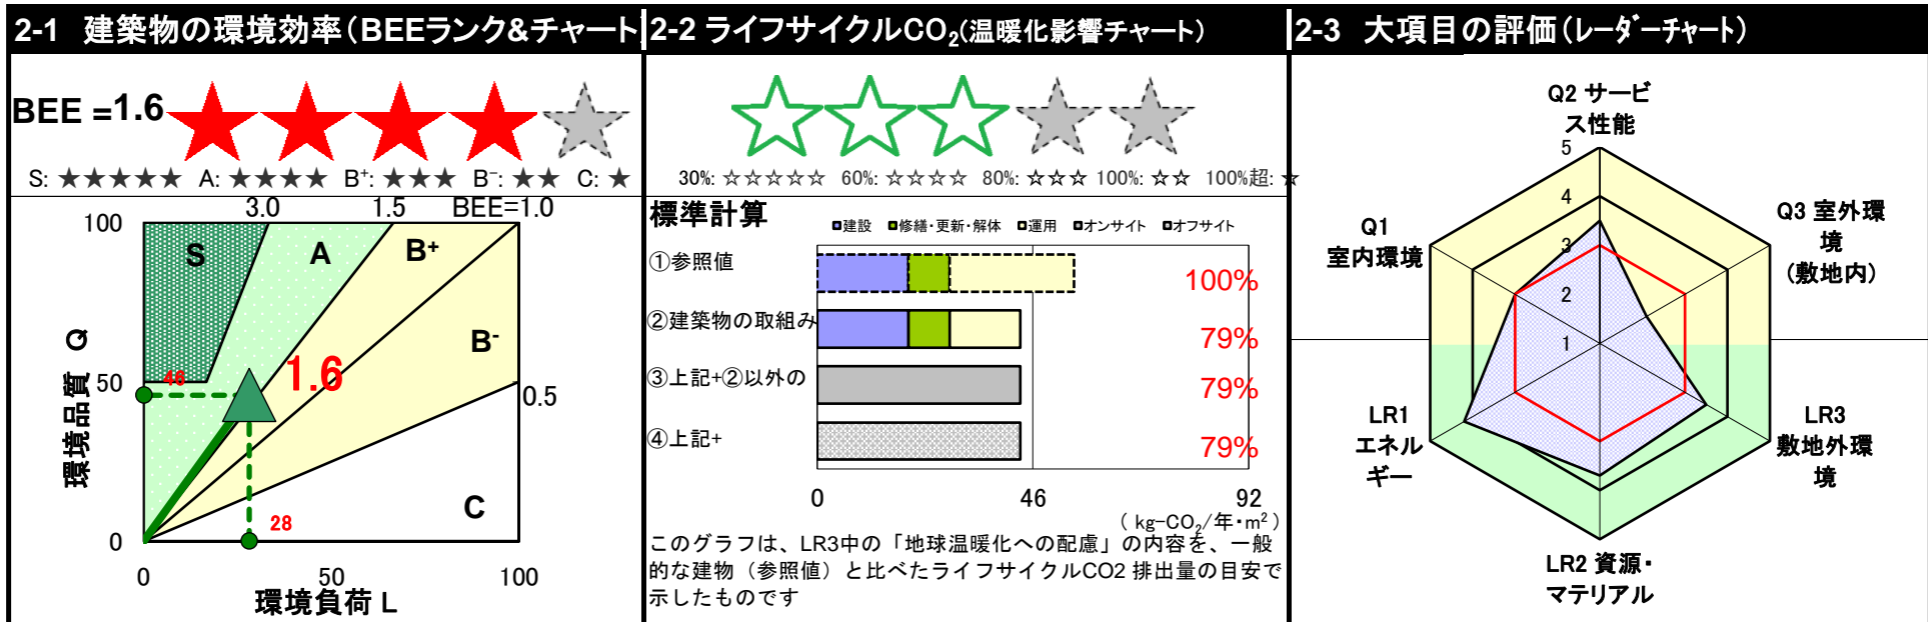 2-1 建築物の環境効率(BEEランク&チャート)
BEE =1.6
S: ★★★★★ A: ★★★★ B⁺: ★★★ B⁻: ★★ C: ★
3.0 1.5 BEE=1.0
100
S A B⁺
B⁻
環境品質 Q
50
46
1.6
0.5
C
28
0
0 50 100
環境負荷 L
2-2 ライフサイクルCO₂(温暖化影響チャート)
30%: ☆☆☆☆☆ 60%: ☆☆☆☆ 80%: ☆☆☆ 100%: ☆☆ 100%超: ☆
標準計算
建設 修繕・更新・解体 運用 オンサイト オフサイト
①参照値 100%
②建築物の取組み 79%
③上記+②以外の 79%
④上記+ 79%
0 46 92
( kg-CO₂/年・m² )
このグラフは、LR3中の「地球温暖化への配慮」の内容を、一般
的な建物(参照値)と比べたライフサイクルCO2 排出量の目安で
示したものです
2-3 大項目の評価(レーダーチャート)
Q2 サービ
ス性能
5
4
3
2
1
Q1
室内環境
Q3 室外環
境
(敷地内)
LR1
エネル
ギー
LR3
敷地外環
境
LR2 資源・
マテリアル